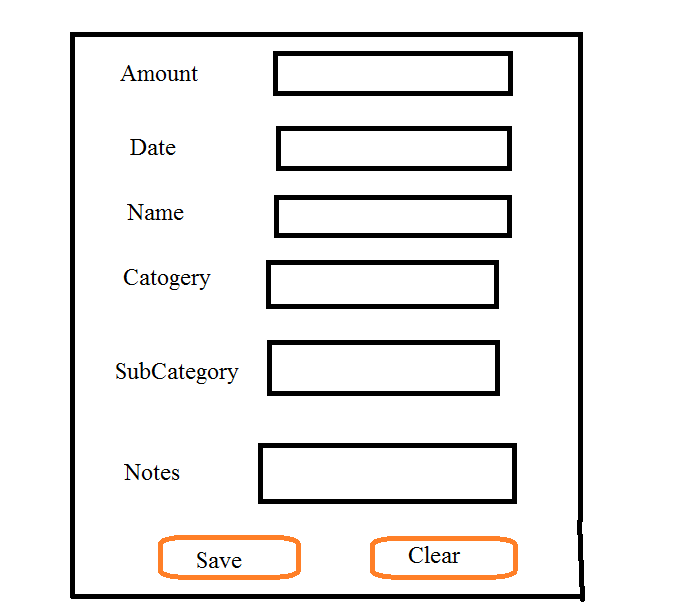 Amount
Date
Name
Catogery
SubCategory
Notes
Save
Clear